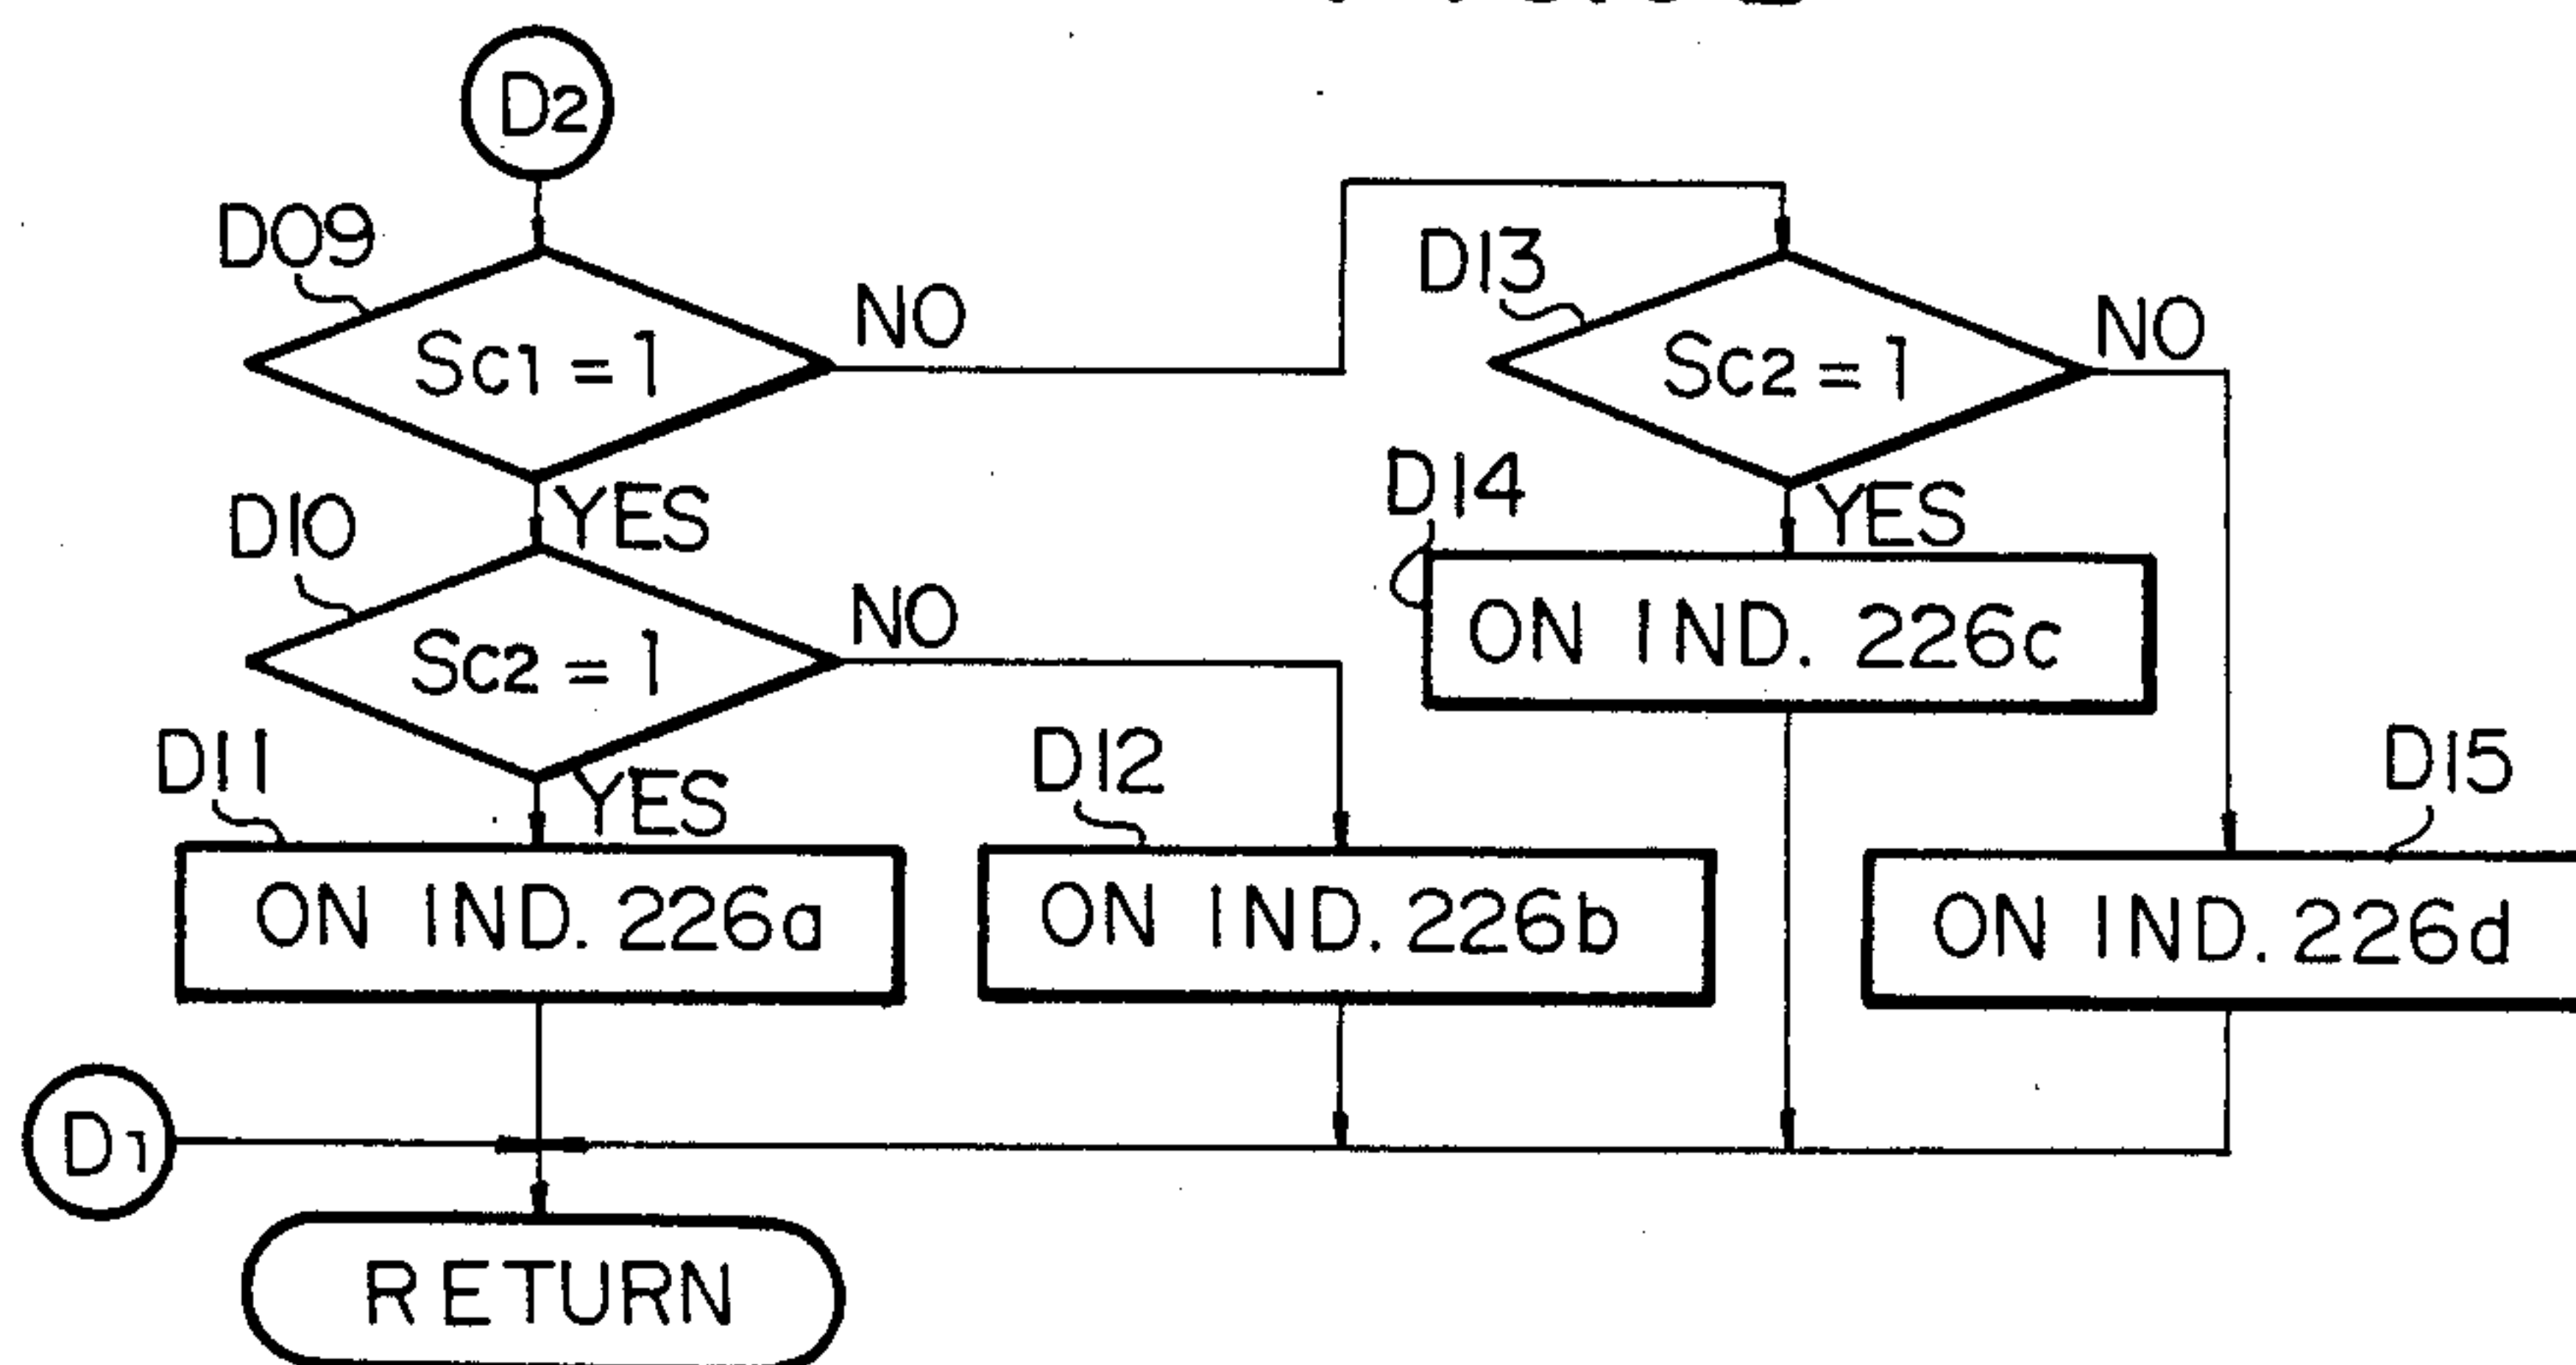 D2
D09
Sc1 = 1
NO
YES
D10
Sc2 = 1
NO
YES
D11
ON IND. 226a
D12
ON IND. 226b
D13
Sc2 = 1
NO
YES
D14
ON IND. 226c
D15
ON IND. 226d
D1
RETURN